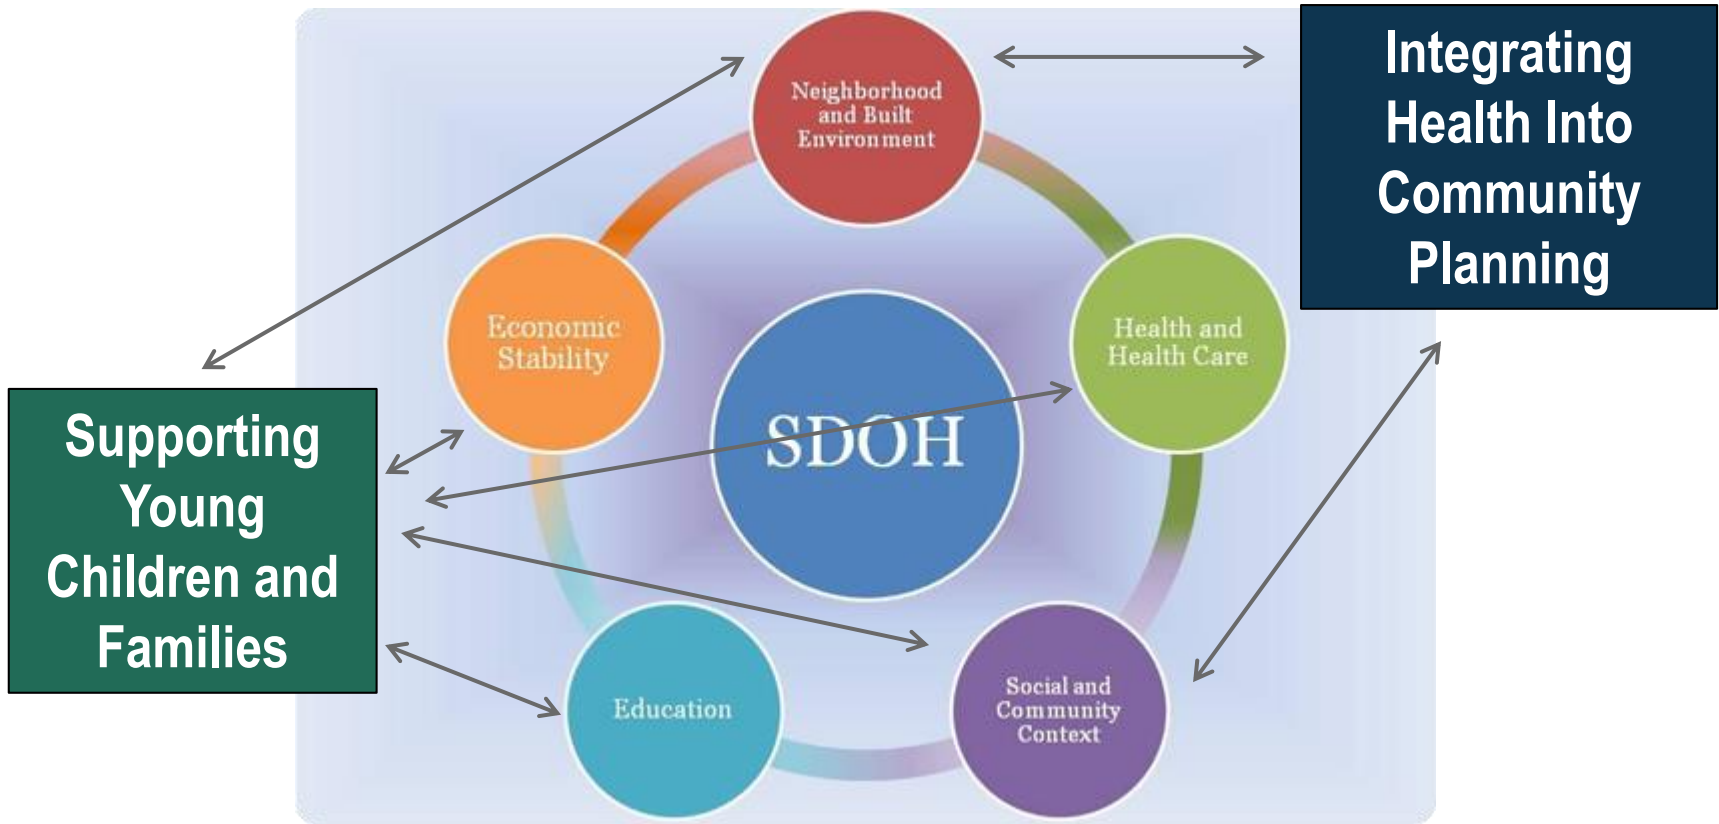 Neighborhood
and Built
Environment
Integrating
Health Into
Community
Planning
Economic
Stability
Health and
Health Care
SDOH
Supporting
Young
Children and
Families
Education
Social and
Community
Context